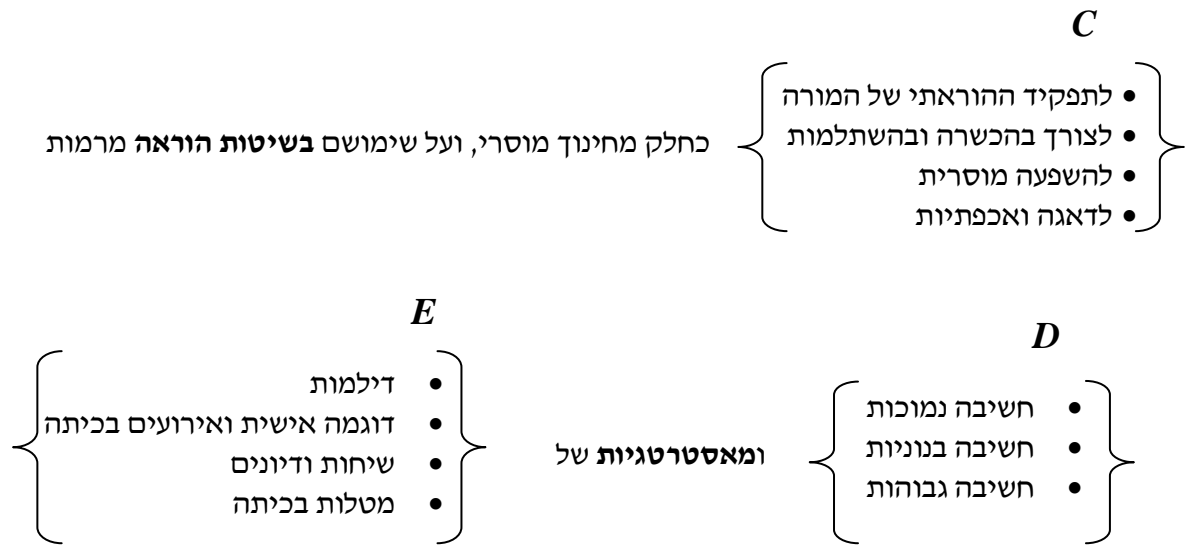 C
• לתפקיד ההוראתי של המורה
• לצורך בהכשרה ובהשתלמות
• להשפעה מוסרית
• לדאגה ואכפתיות
כחלק מחינוך מוסרי, ועל שימושם בשיטות הוראה מרמות
D
• חשיבה נמוכות
• חשיבה בנוניות
• חשיבה גבוהות
ומאסטרטגיות של
E
• דילמות
• דוגמה אישית ואירועים בכיתה
• שיחות ודיונים
• מטלות בכיתה